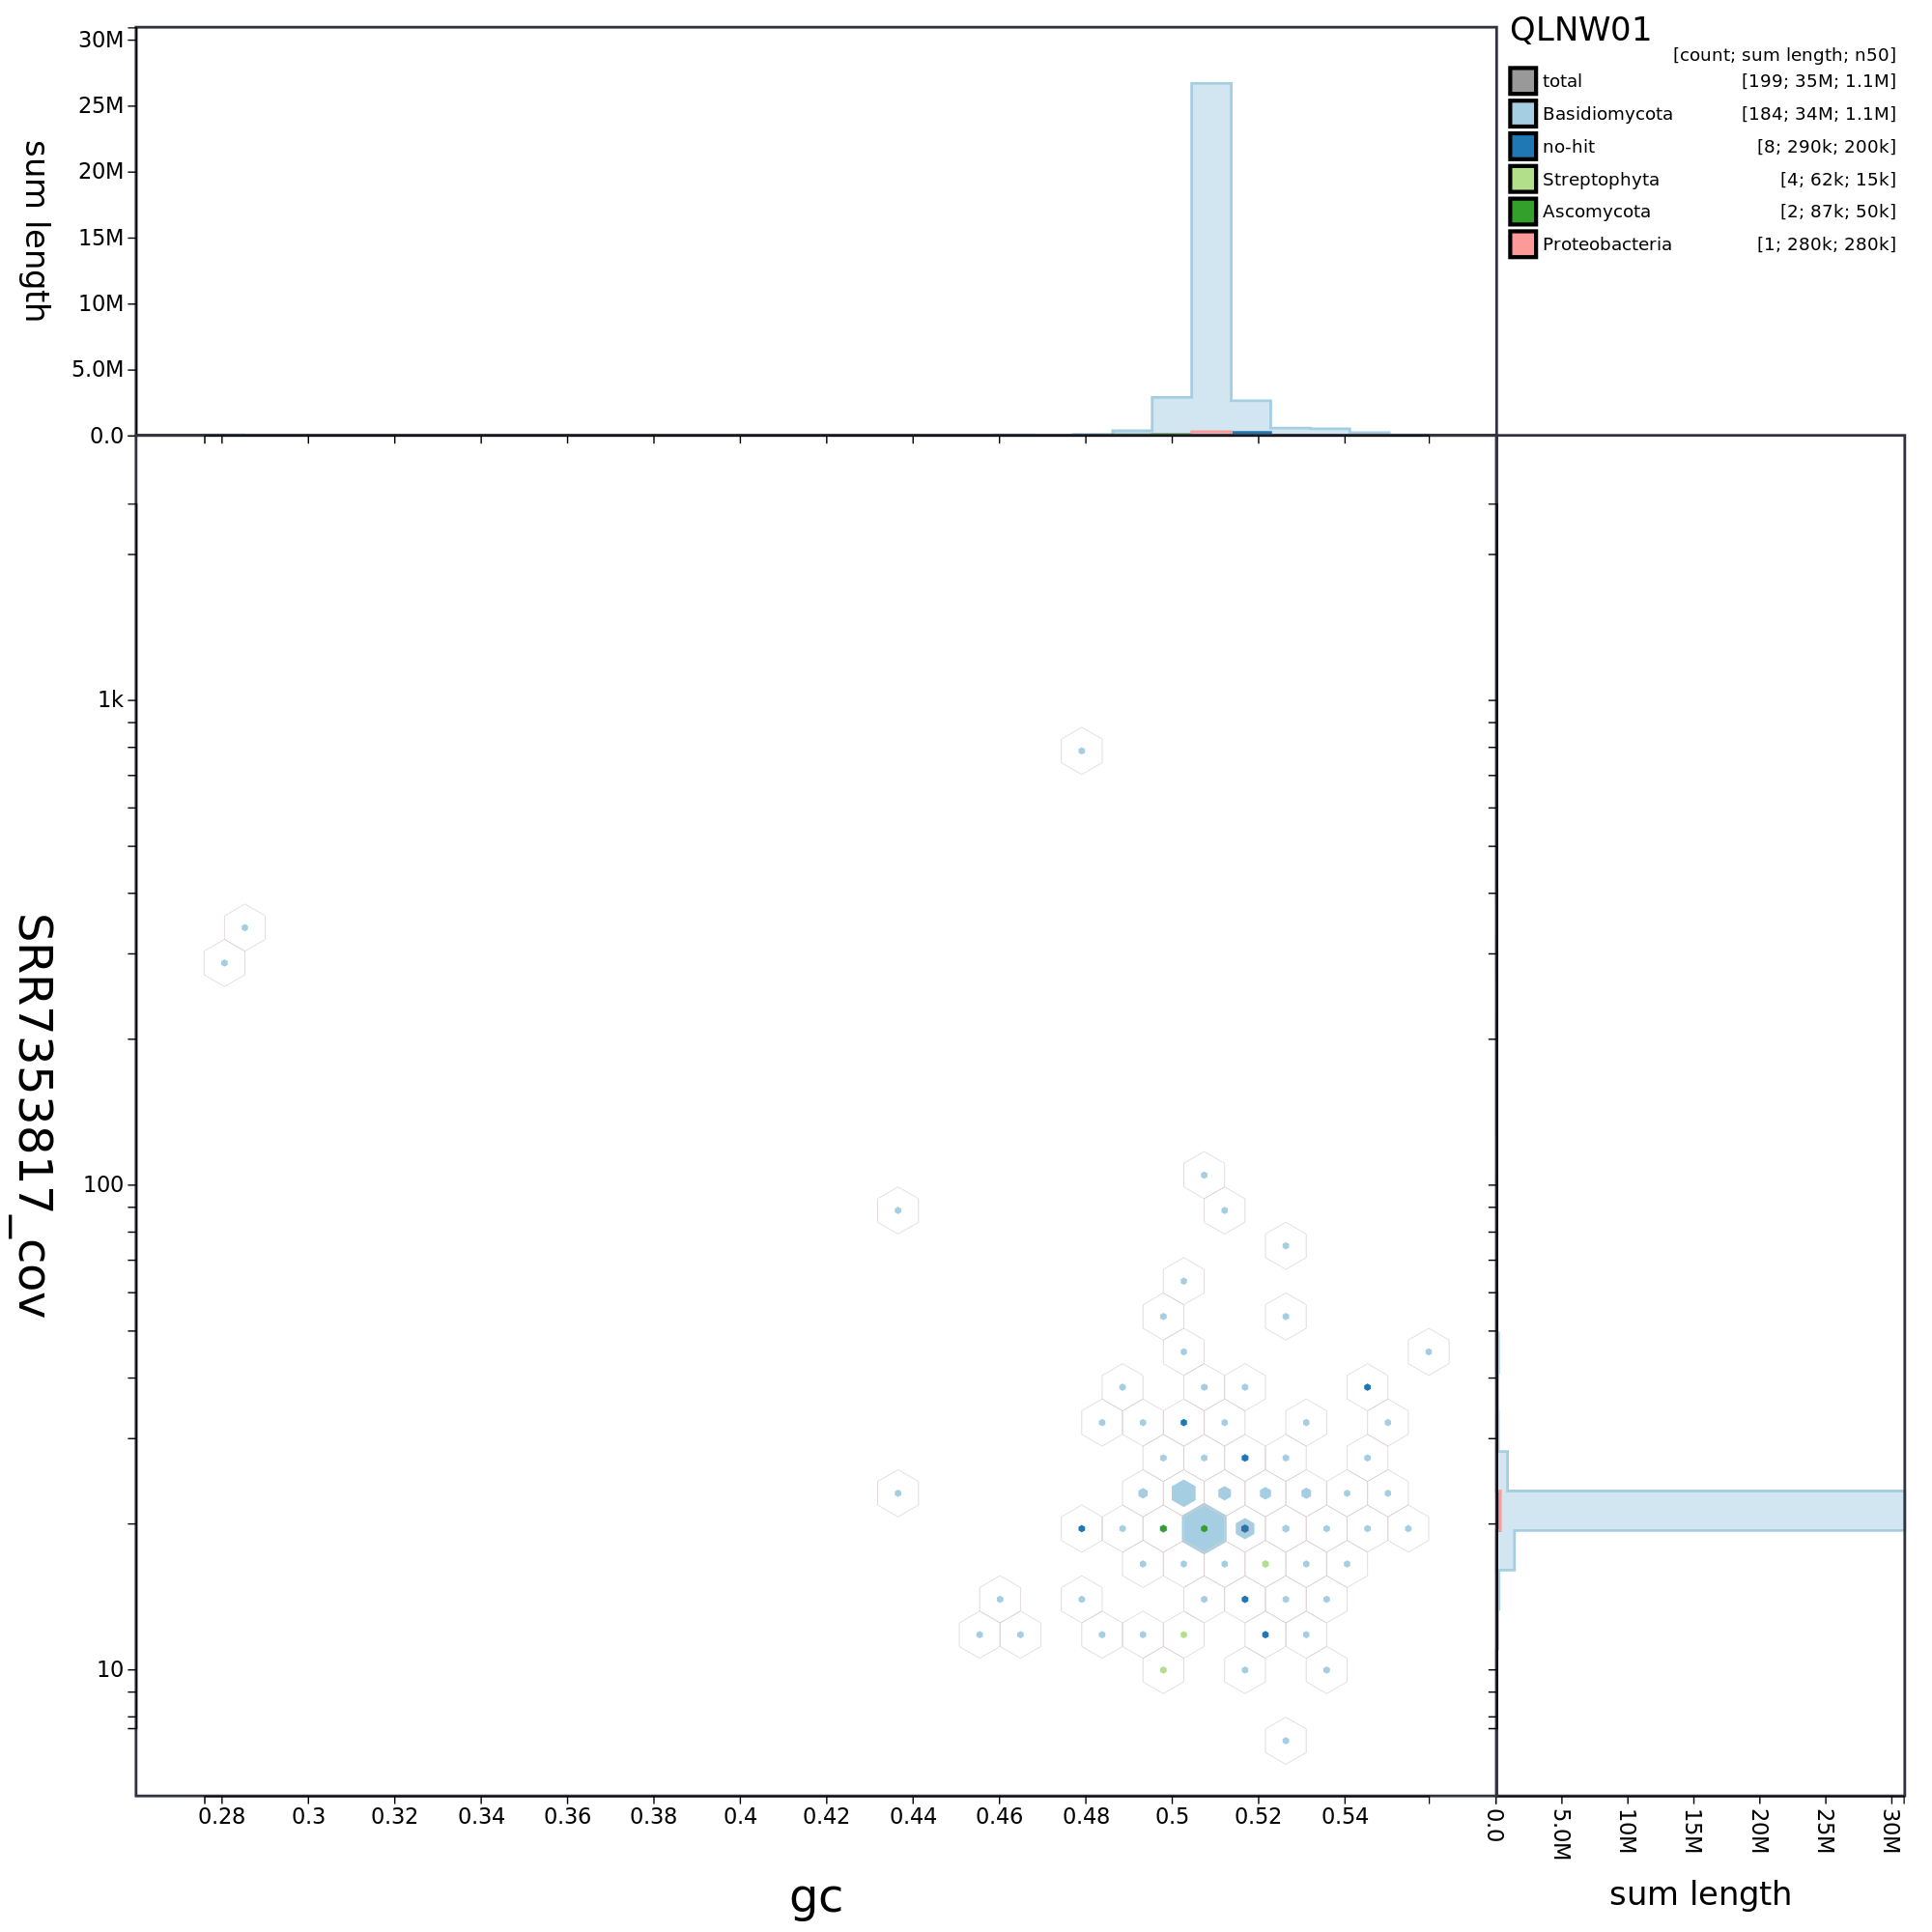 QLNW01
[count; sum length; n50]
total [199; 35M; 1.1M]
Basidiomycota [184; 34M; 1.1M]
no-hit [8; 290k; 200k]
Streptophyta [4; 62k; 15k]
Ascomycota [2; 87k; 50k]
Proteobacteria [1; 280k; 280k]
30M
25M
20M
15M
10M
5.0M
0.0
sum length
1k
100
10
SRR7353817_cov
0.28 0.3 0.32 0.34 0.36 0.38 0.4 0.42 0.44 0.46 0.48 0.5 0.52 0.54
gc
0.0 5.0M 10M 15M 20M 25M 30M
sum length